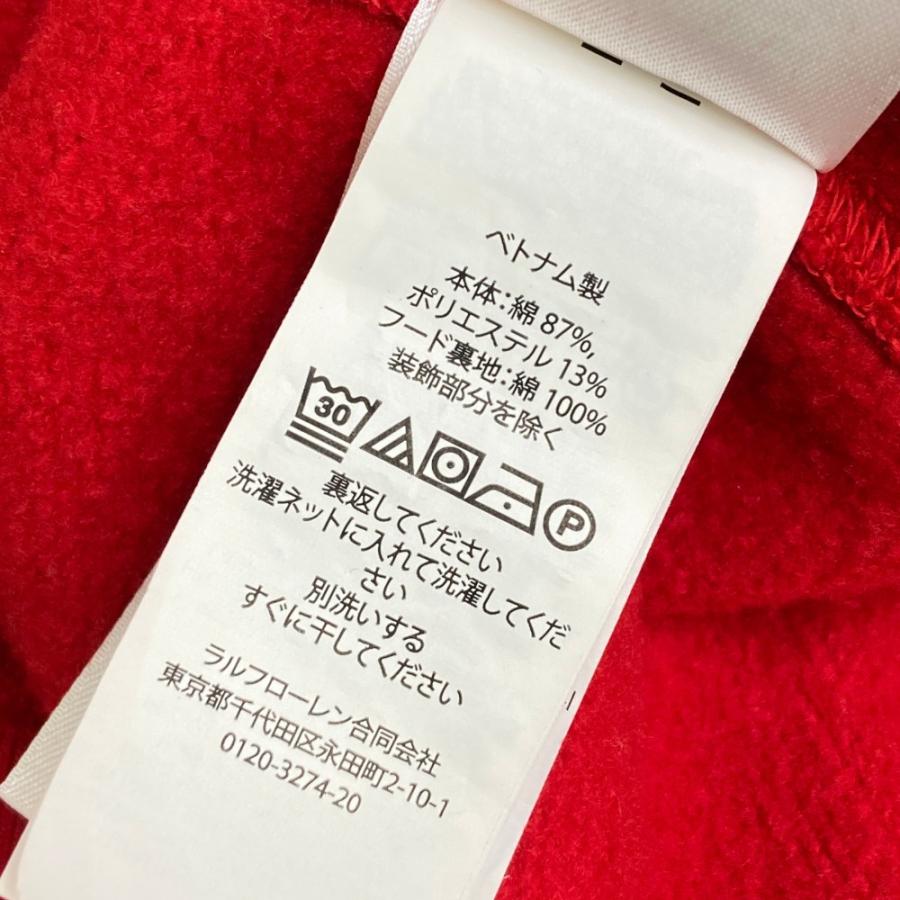 ベトナム製
本体：綿 87%,
ポリエステル 13%
フード裏地：綿 100%
装飾部分を除く
30
P
裏返してください
洗濯ネットに入れて洗濯してくだ
さい
別洗いする
すぐに干してください
ラルフローレン合同会社
東京都千代田区永田町2-10-1
0120-3274-20